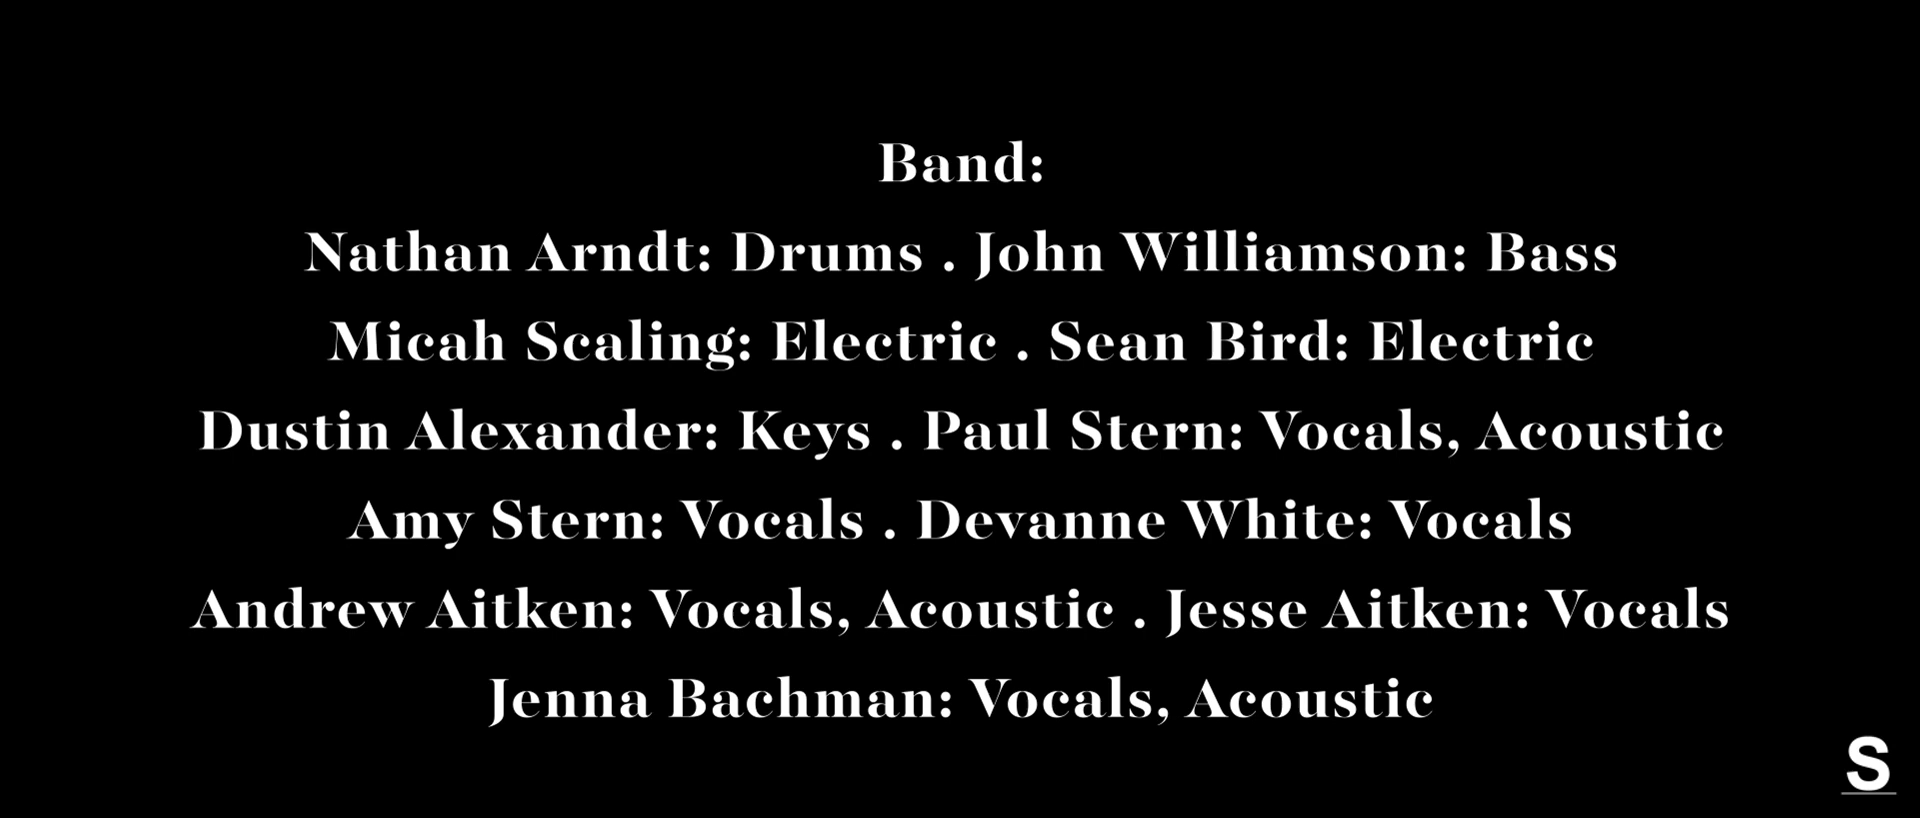 Band:
Nathan Arndt: Drums . John Williamson: Bass
Micah Scaling: Electric . Sean Bird: Electric
Dustin Alexander: Keys . Paul Stern: Vocals, Acoustic
Amy Stern: Vocals . Devanne White: Vocals
Andrew Aitken: Vocals, Acoustic . Jesse Aitken: Vocals
Jenna Bachman: Vocals, Acoustic
S